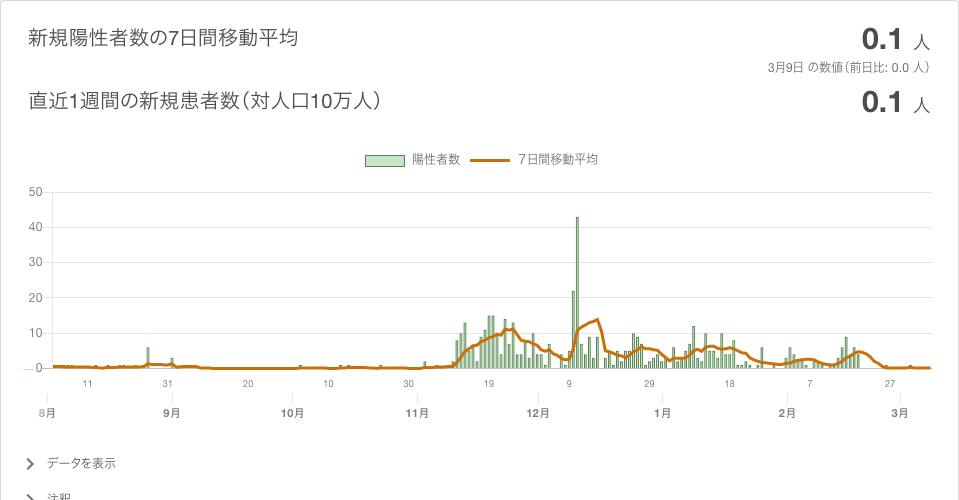 新規陽性者数の7日間移動平均
0.1 人
3月9日 の数値（前日比: 0.0 人）
直近1週間の新規患者数（対人口10万人）
0.1 人
陽性者数 7日間移動平均
50
40
30
20
10
0
11 31 20 10 30 19 9 29 18 7 27
8月 9月 10月 11月 12月 1月 2月 3月
データを表示
注釈